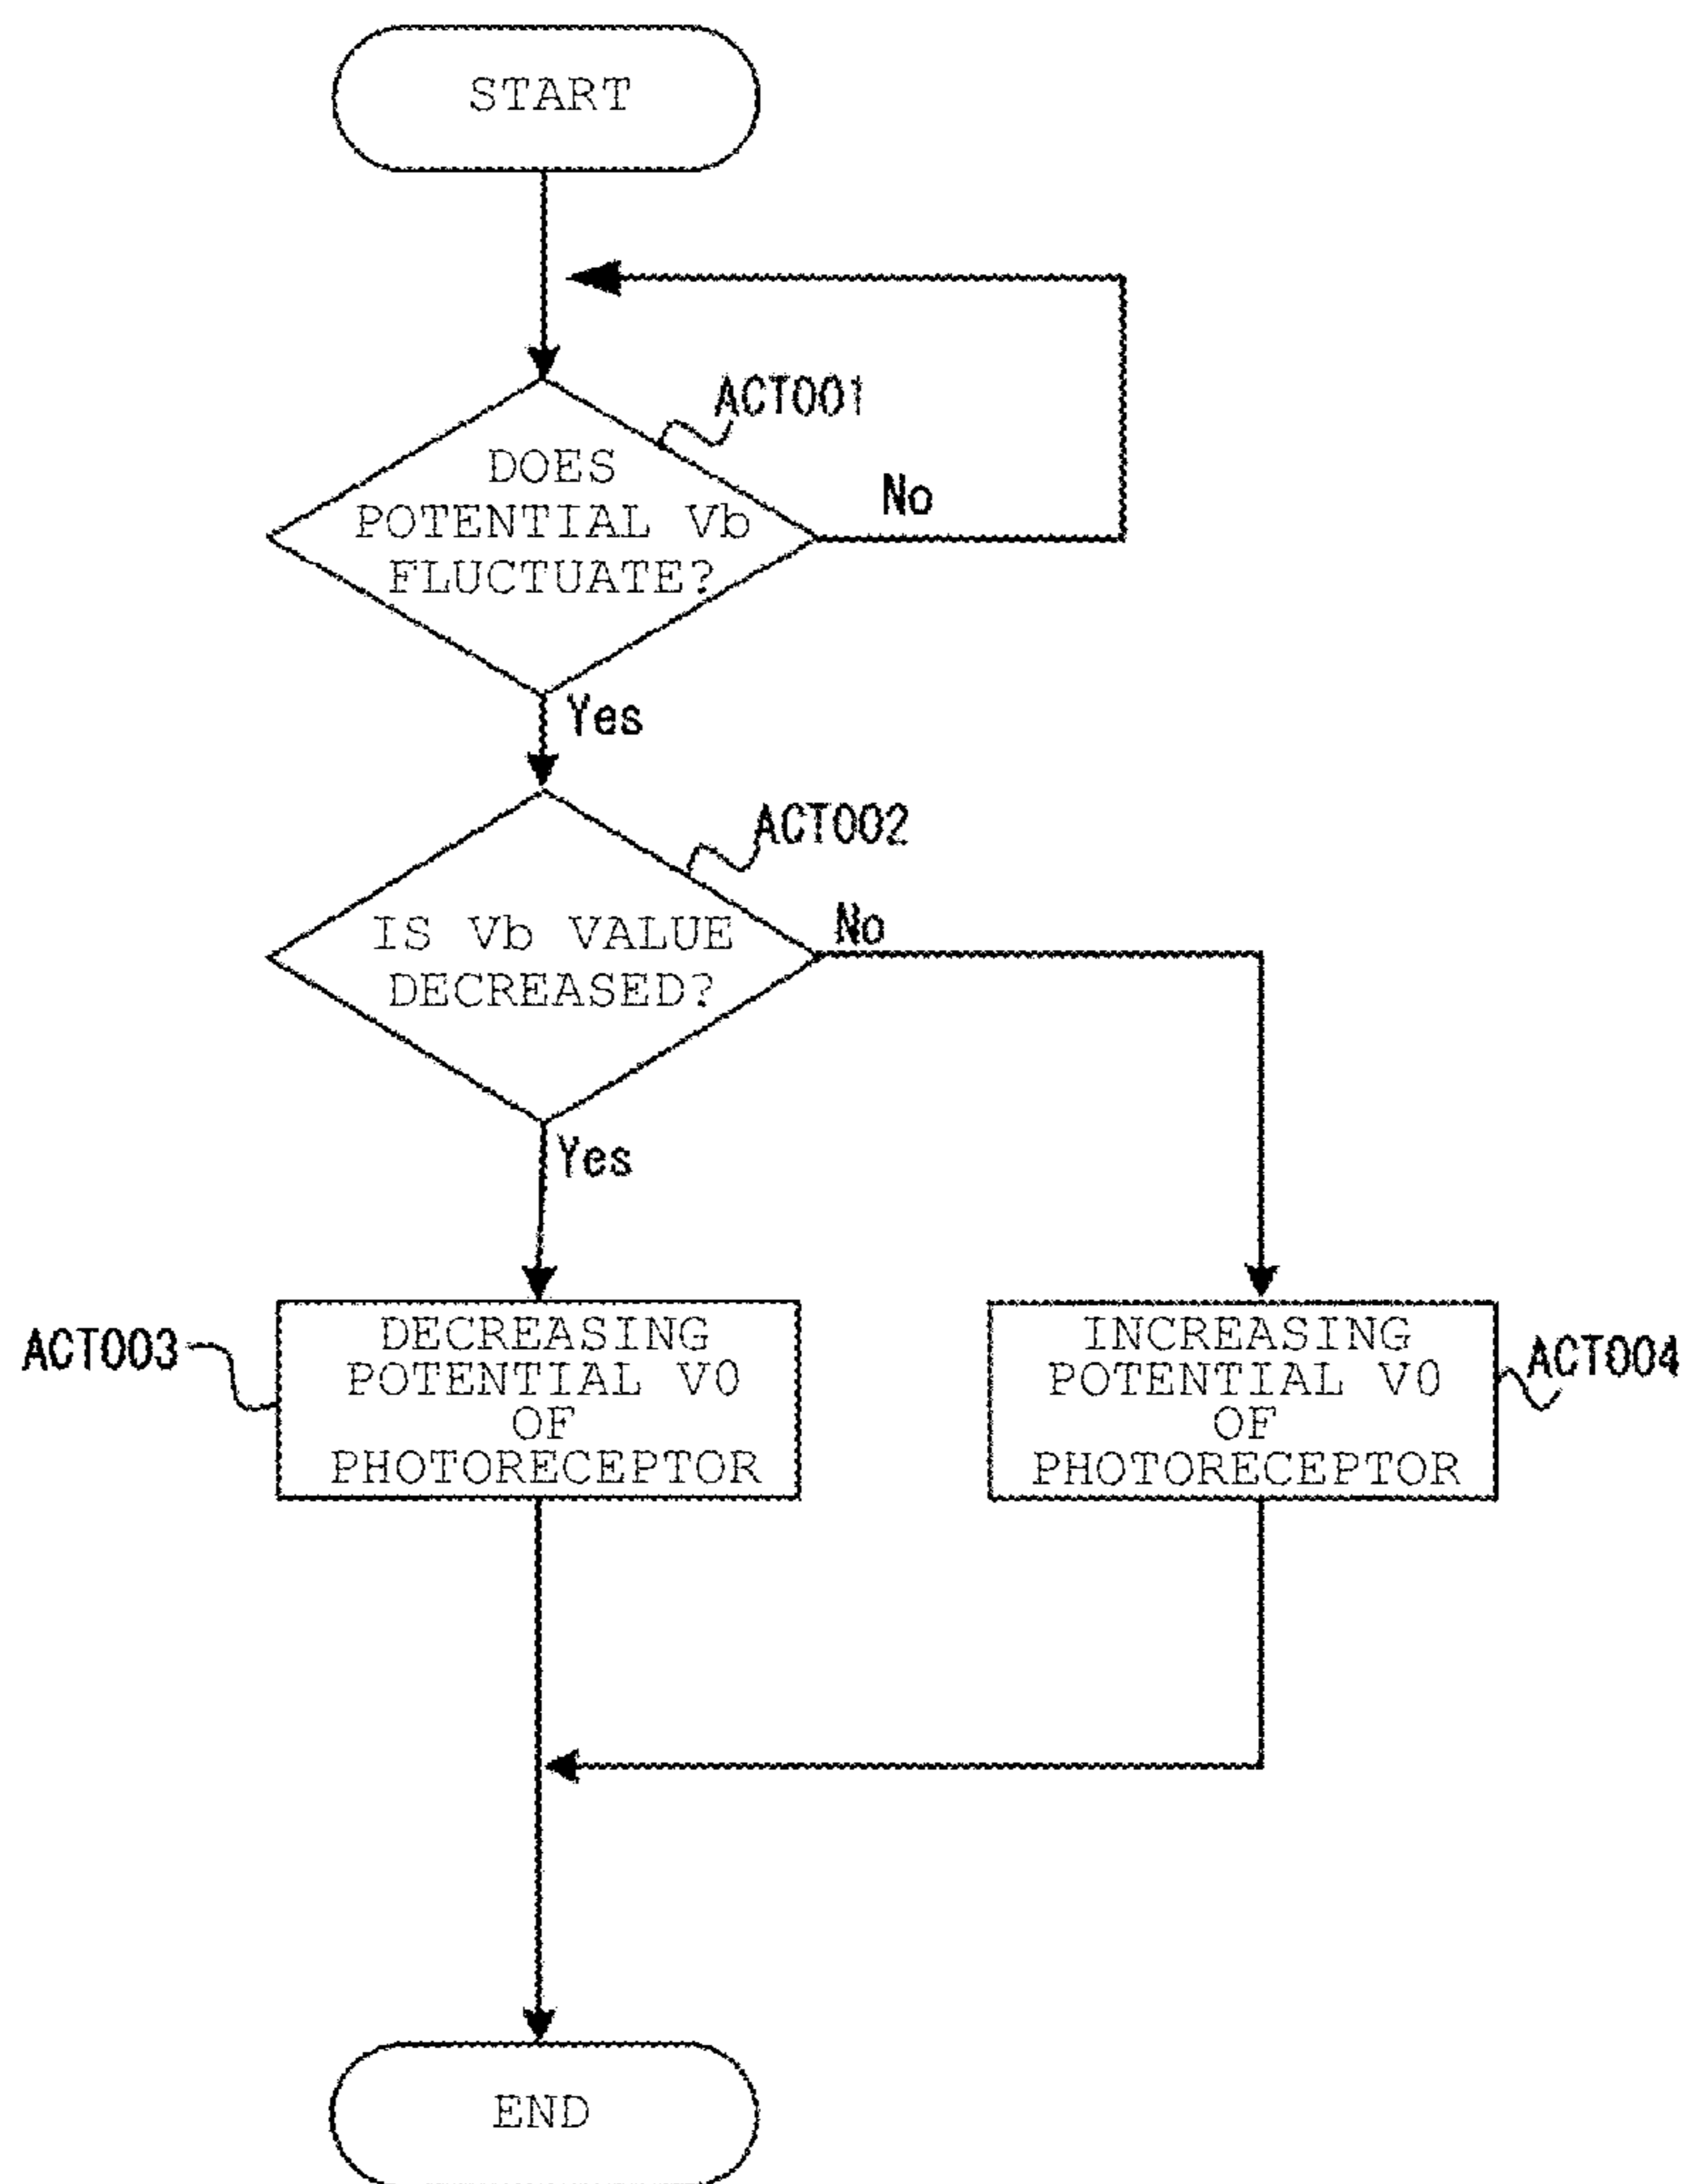 START
ACT001
DOES
POTENTIAL Vb
FLUCTUATE?
No
Yes
ACT002
IS Vb VALUE
DECREASED?
No
Yes
ACT003
DECREASING
POTENTIAL V0
OF
PHOTORECEPTOR
INCREASING
POTENTIAL V0
OF
PHOTORECEPTOR
ACT004
END